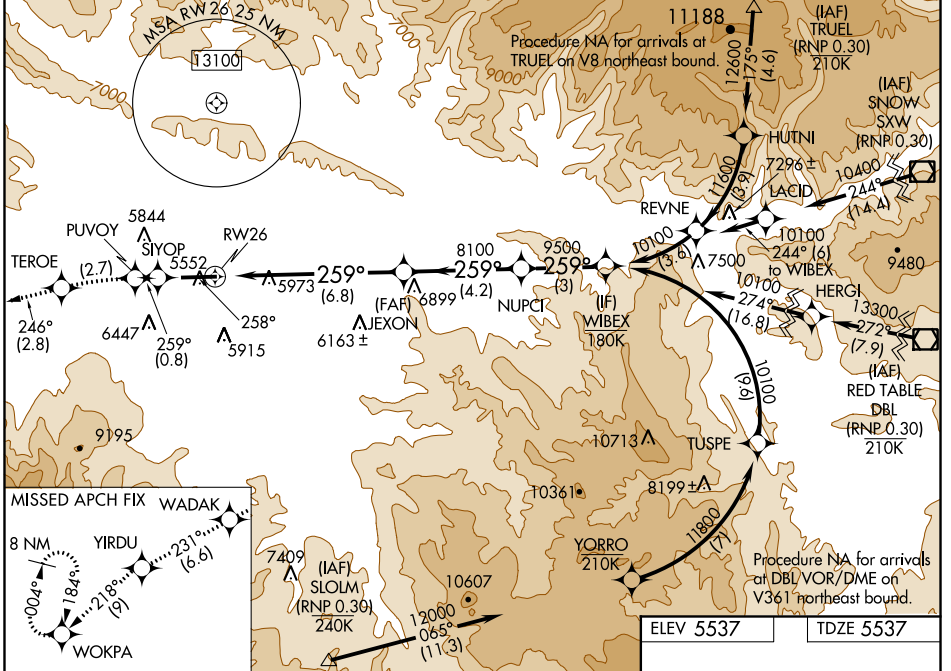 MSA RW26 25 NM
13100
7000
9000
11188
Procedure NA for arrivals at
TRUEL on V8 northeast bound.
12600
175°
(4.6)
(IAF)
TRUEL
(RNP 0.30)
210K
(IAF)
SNOW
SXW
(RNP 0.30)
HUTNI
11600
(3.9)
7296 ±
LACID
10400
244°
(14.4)
REVNE
10100
(3.6)
10100
244° (6)
to WIBEX
7500
9480
HERGI
10100
274°
(16.8)
13300
272°
(7.9)
(IAF)
RED TABLE
DBL
(RNP 0.30)
210K
5844
PUVOY
SIYOP
RW26
TEROE
(2.7)
5552
5973
259°
(6.8)
8100
259°
(4.2)
9500
259°
(3)
246°
(2.8)
6447
259°
(0.8)
258°
5915
6163 ±
(FAF)
JEXON
6899
NUPCI
(IF)
WIBEX
180K
10100
(9.6)
9195
10713
TUSPE
10361
8199 ±
11800
(7)
YORRO
210K
MISSED APCH FIX
WADAK
8 NM
YIRDU
231°
(6.6)
004°
184°
218°
(9)
WOKPA
7409
(IAF)
SLOLM
(RNP 0.30)
240K
10607
12000
065°
(11.3)
Procedure NA for arrivals
at DBL VOR/DME on
V361 northeast bound.
ELEV 5537
TDZE 5537